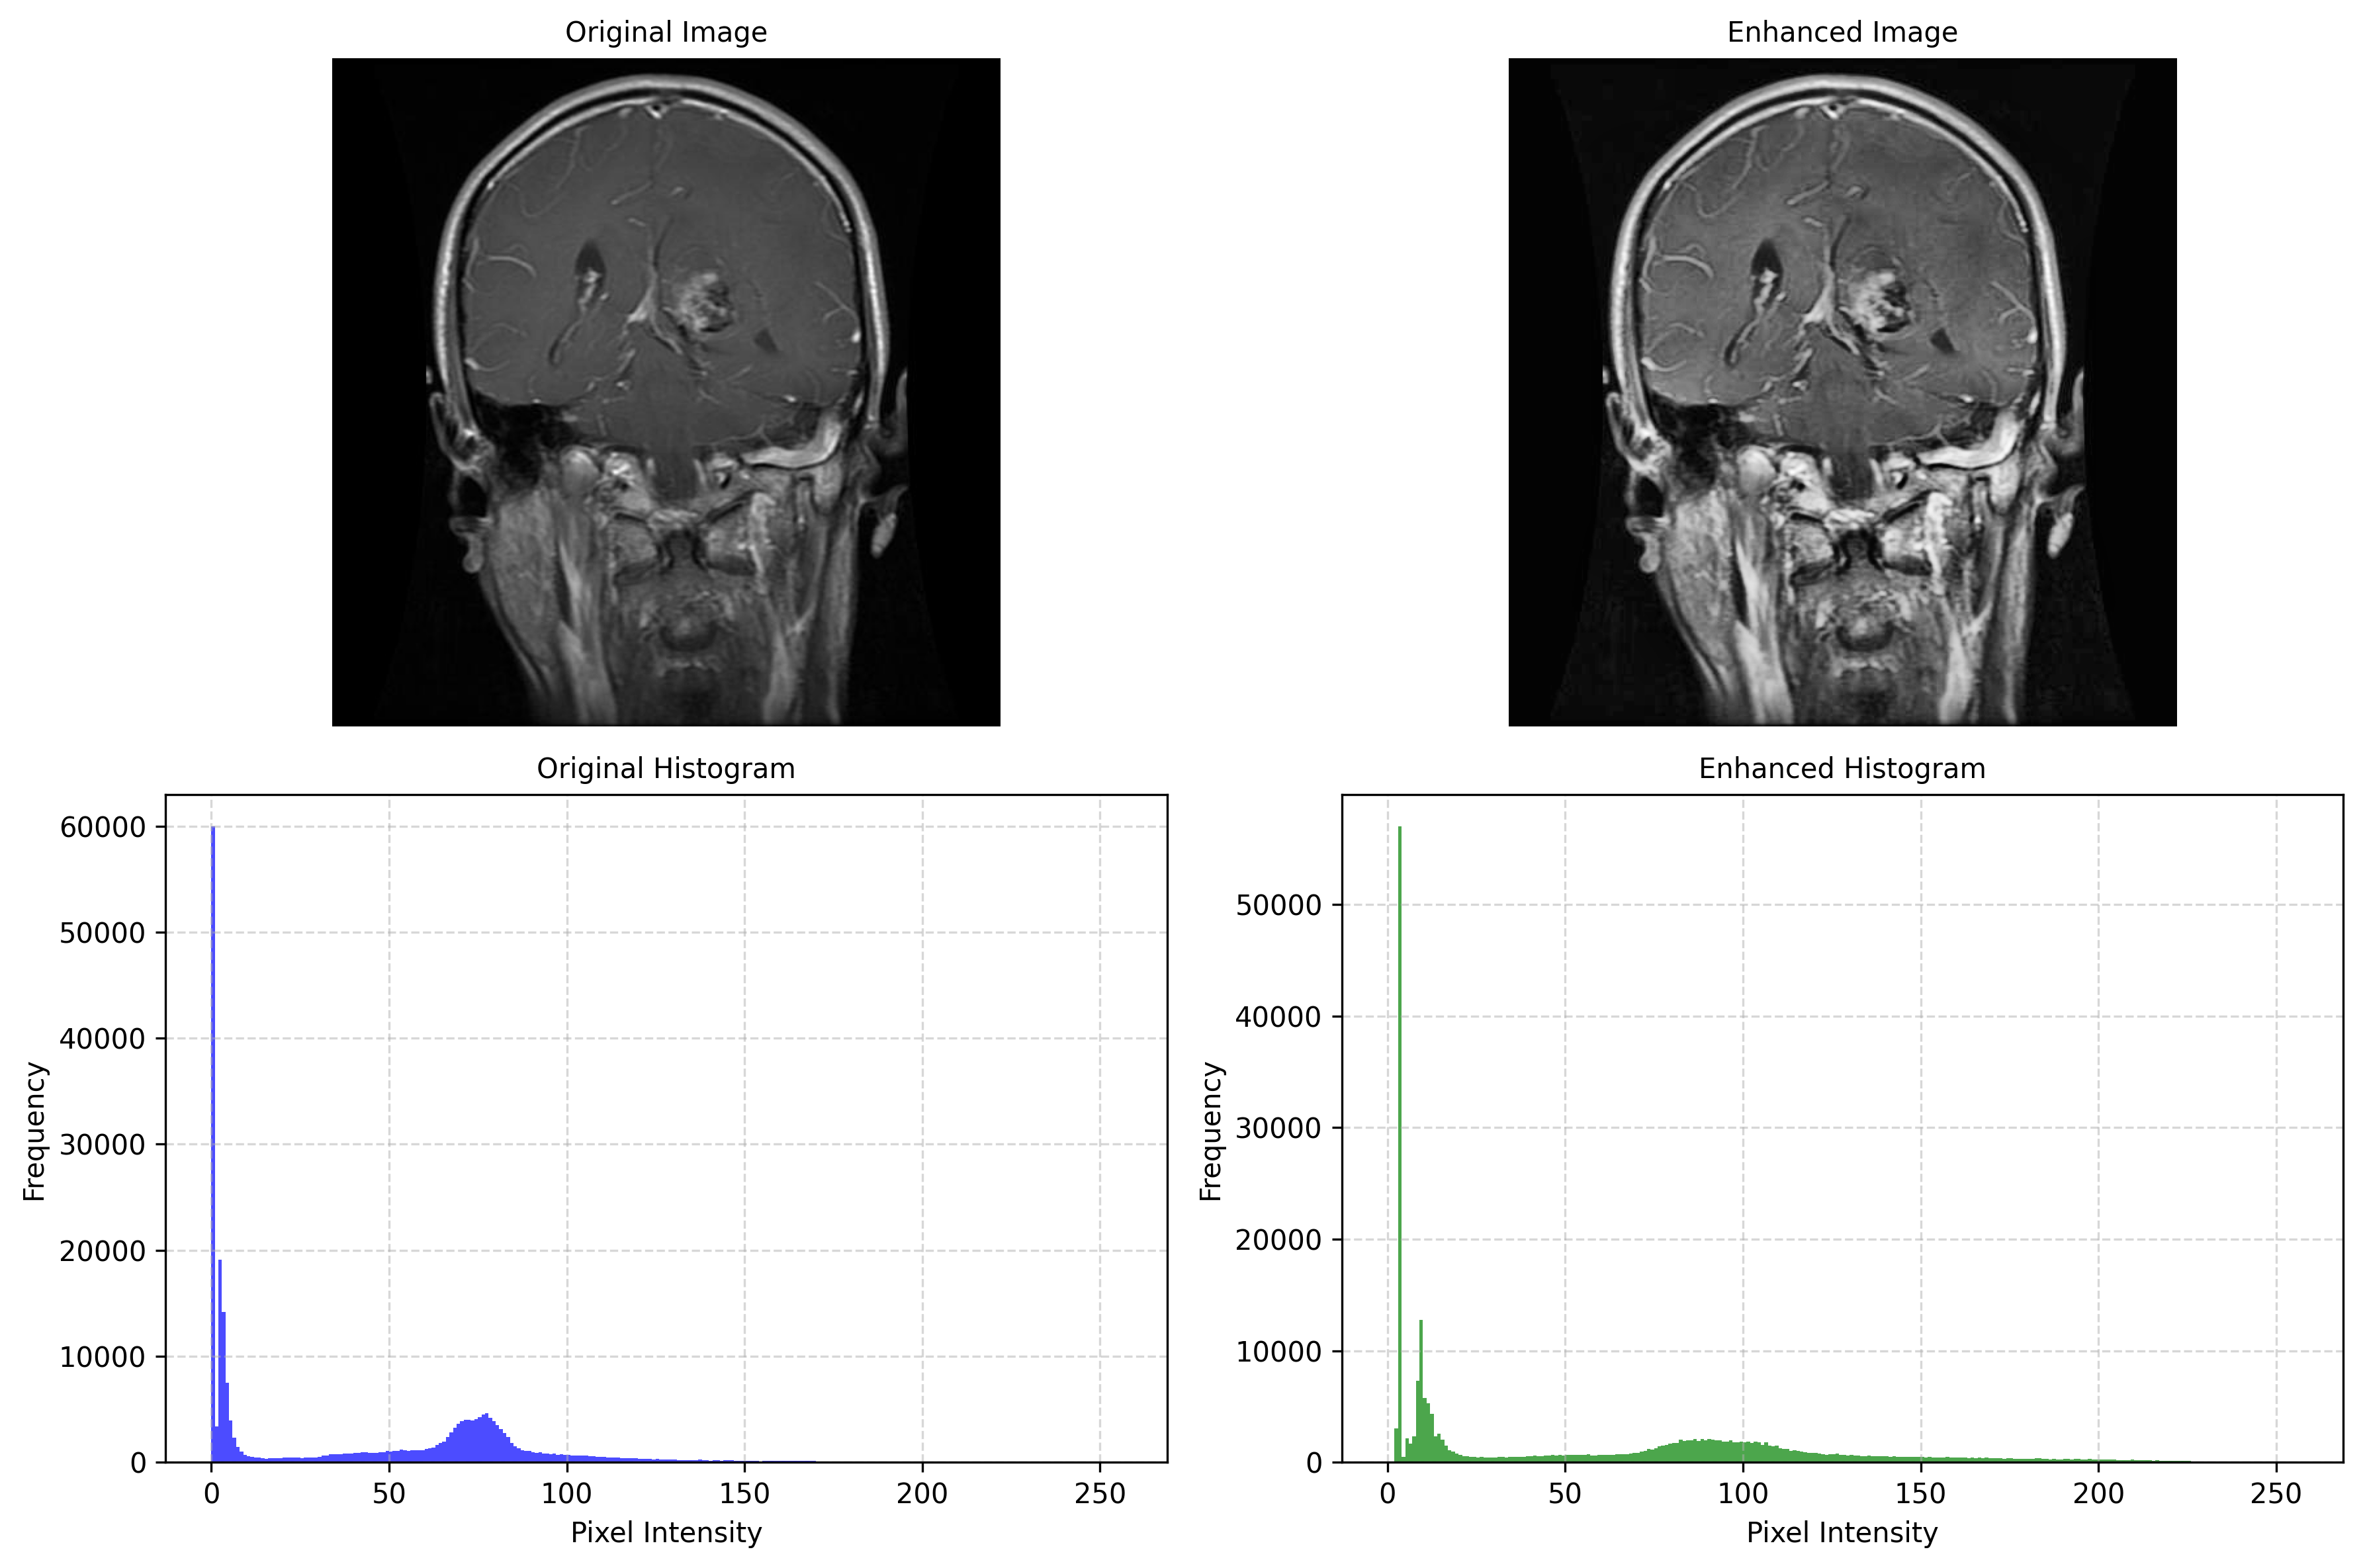 Original Image
Enhanced Image
Original Histogram
Enhanced Histogram
60000
50000
40000
30000
20000
10000
0
Frequency
0 50 100 150 200 250
Pixel Intensity
50000
40000
30000
20000
10000
0
Frequency
0 50 100 150 200 250
Pixel Intensity